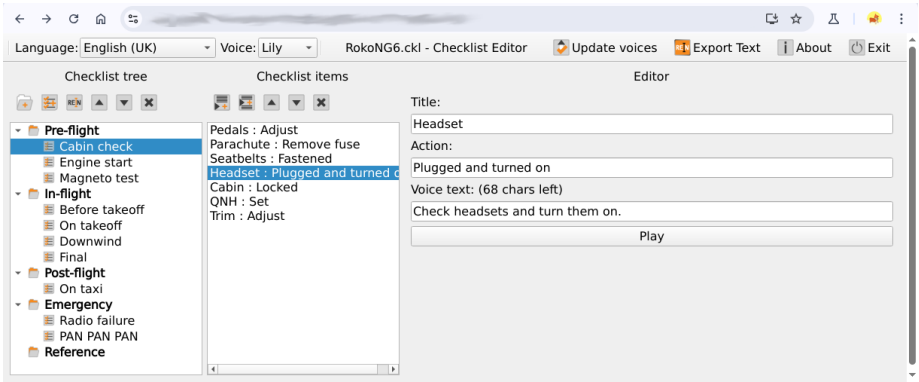 Language: English (UK) Voice: Lily RokoNG6.ckl - Checklist Editor Update voices REN Export Text About Exit
Checklist tree
REN
Pre-flight
Cabin check
Engine start
Magneto test
In-flight
Before takeoff
On takeoff
Downwind
Final
Post-flight
On taxi
Emergency
Radio failure
PAN PAN PAN
Reference
Checklist items
Pedals : Adjust
Parachute : Remove fuse
Seatbelts : Fastened
Headset : Plugged and turned o
Cabin : Locked
QNH : Set
Trim : Adjust
Editor
Title:
Headset
Action:
Plugged and turned on
Voice text: (68 chars left)
Check headsets and turn them on.
Play